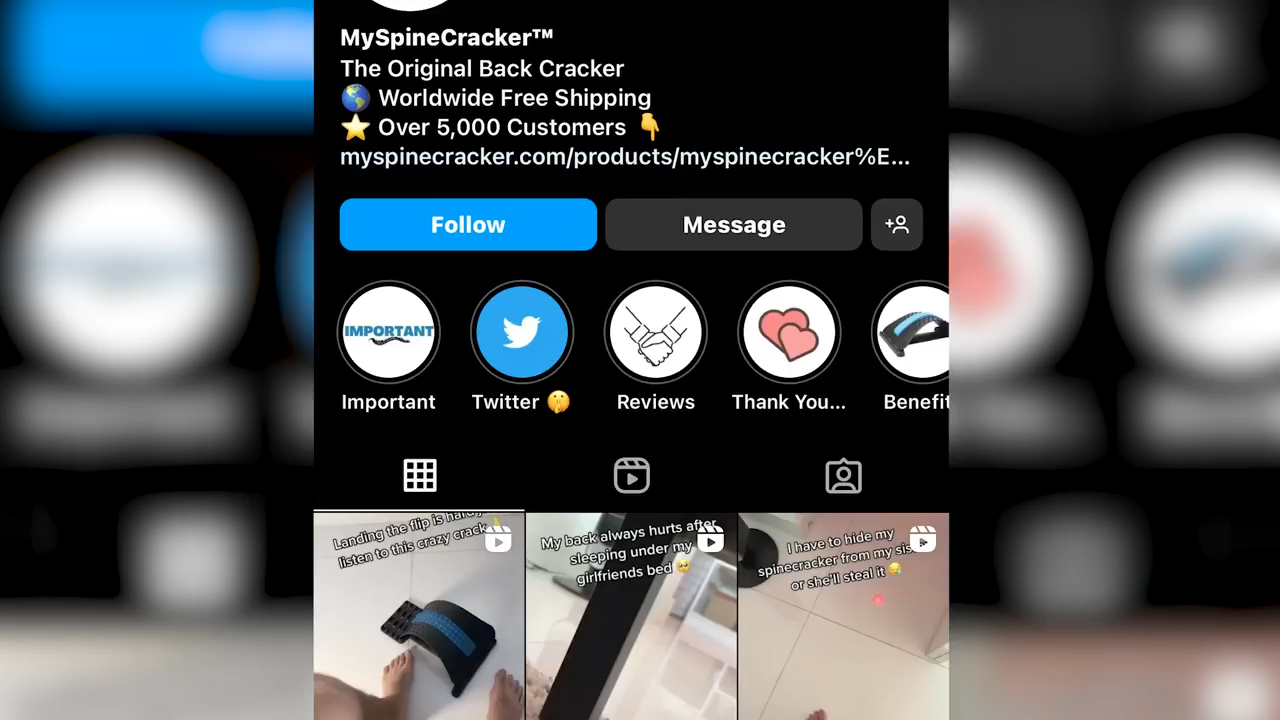 MySpineCracker™
The Original Back Cracker
🌎 Worldwide Free Shipping
⭐ Over 5,000 Customers 👇
myspinecracker.com/products/myspinecracker%E...
Follow
Message
IMPORTANT
Important
Twitter 🤫
Reviews
Thank You...
Benefit
Landing the flip is hard
listen to this crazy crack
My back always hurts after
sleeping under my
girlfriends bed 🥺
I have to hide my
spinecracker from my sis
or she'll steal it 😪